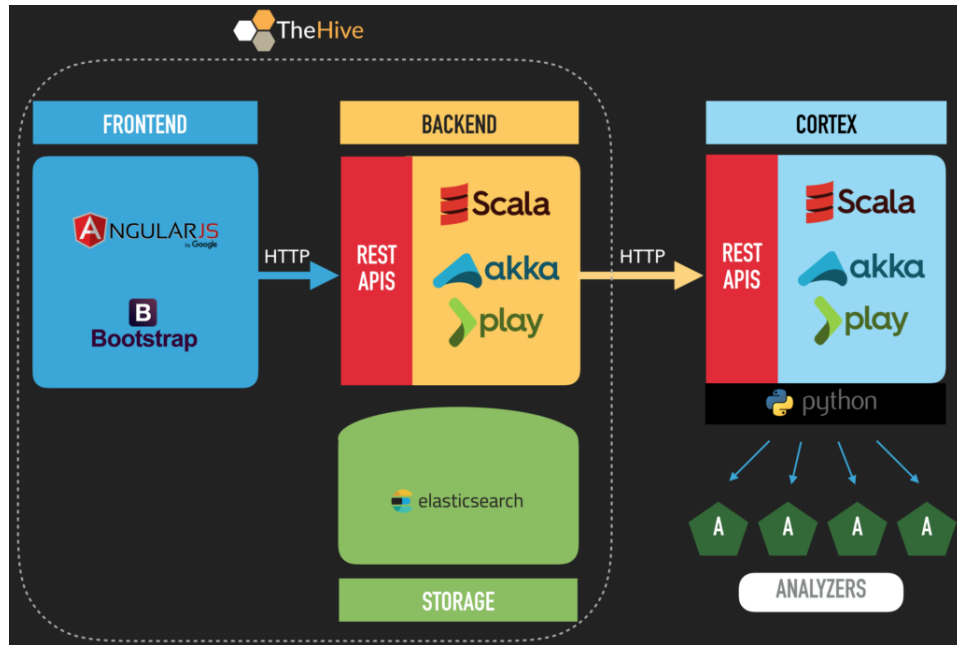 TheHive
FRONTEND
BACKEND
CORTEX
ANGULARJS
by Google
Bootstrap
HTTP
REST
APIS
Scala
akka
play
HTTP
REST
APIS
Scala
akka
play
python
elasticsearch
STORAGE
A A A A
ANALYZERS